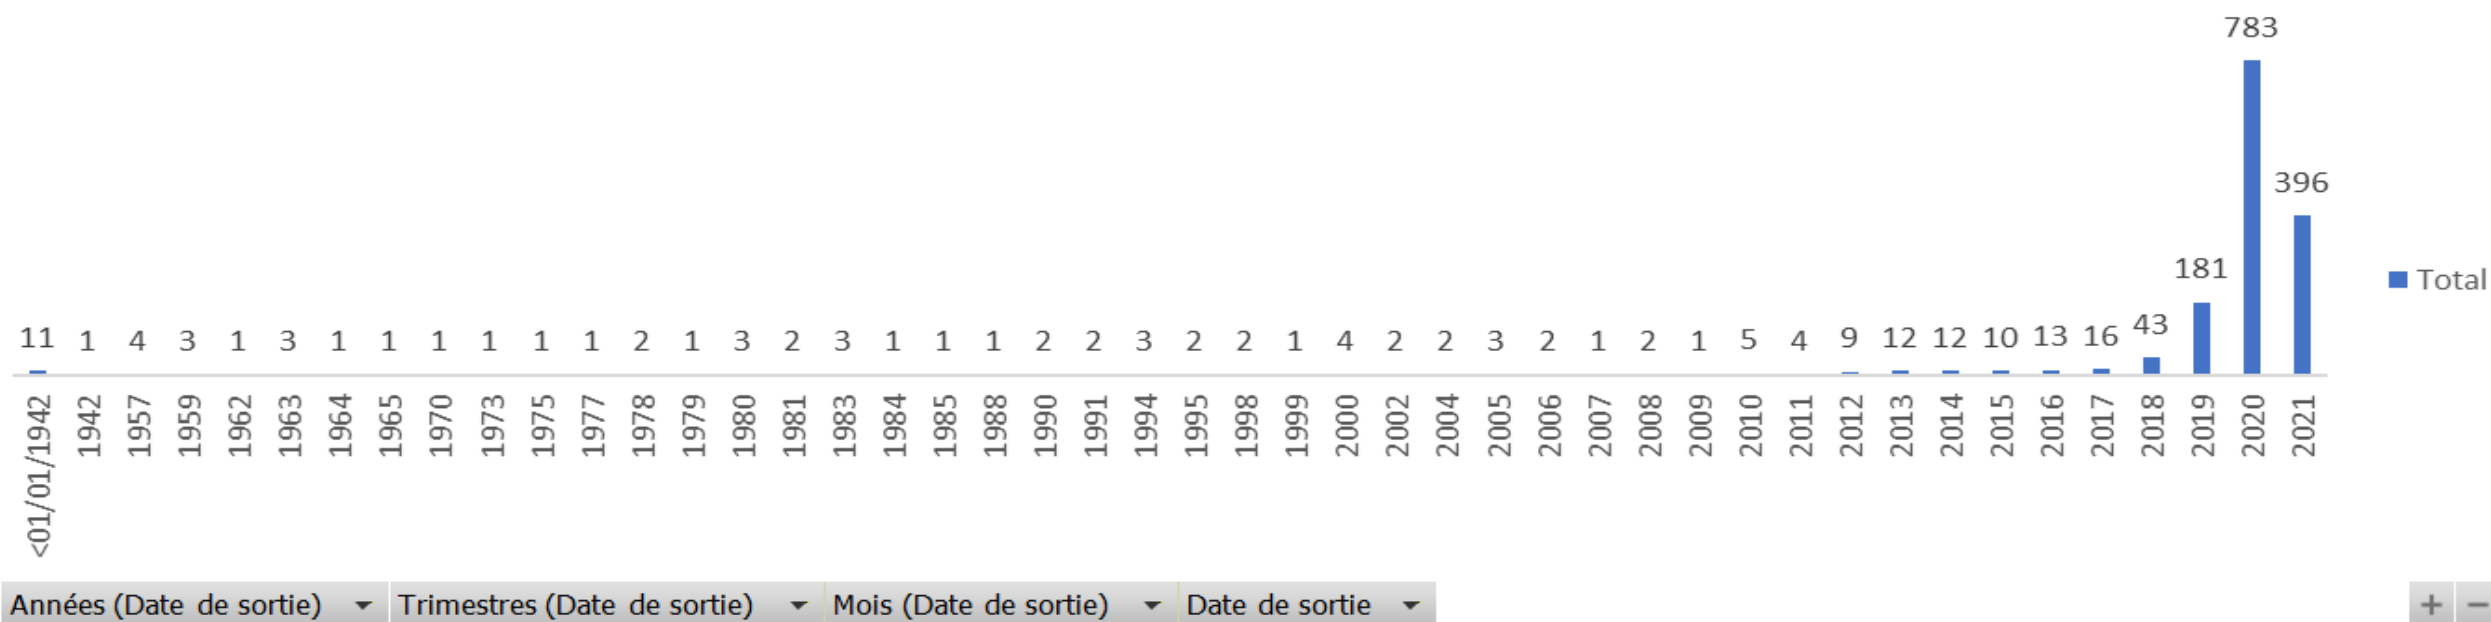 783
396
181
11 1 4 3 1 3 1 1 1 1 1 1 2 1 3 2 3 1 1 1 2 2 3 2 2 1 4 2 2 3 2 1 2 1 5 4 9 12 12 10 13 16 43
Total
<01/01/1942 1942 1957 1959 1962 1963 1964 1965 1970 1973 1975 1977 1978 1979 1980 1981 1983 1984 1985 1988 1990 1991 1994 1995 1998 1999 2000 2002 2004 2005 2006 2007 2008 2009 2010 2011 2012 2013 2014 2015 2016 2017 2018 2019 2020 2021
Années (Date de sortie) Trimestres (Date de sortie) Mois (Date de sortie) Date de sortie + −